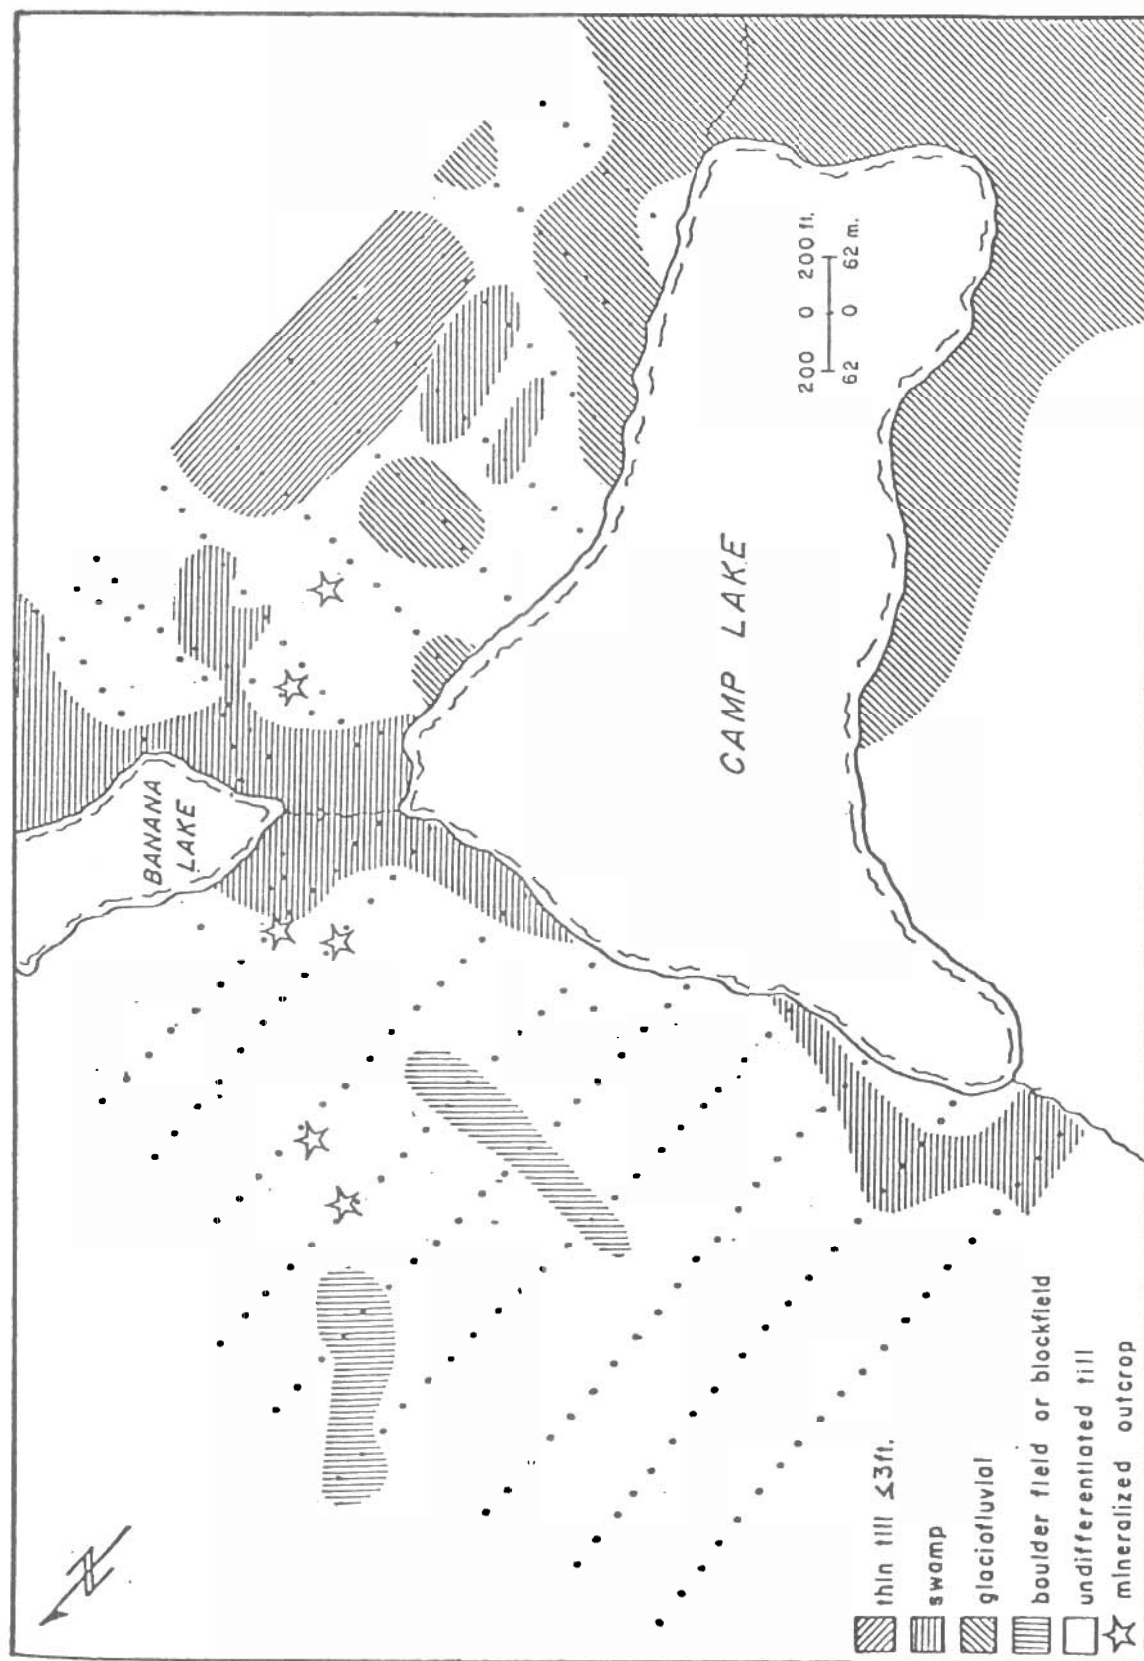 BANANA
LAKE
CAMP LAKE
200 0 200 ft.
62 0 62 m.
N
thin till ≤3ft.
swamp
glaciofluvial
boulder field or blockfield
undifferentiated till
mineralized outcrop